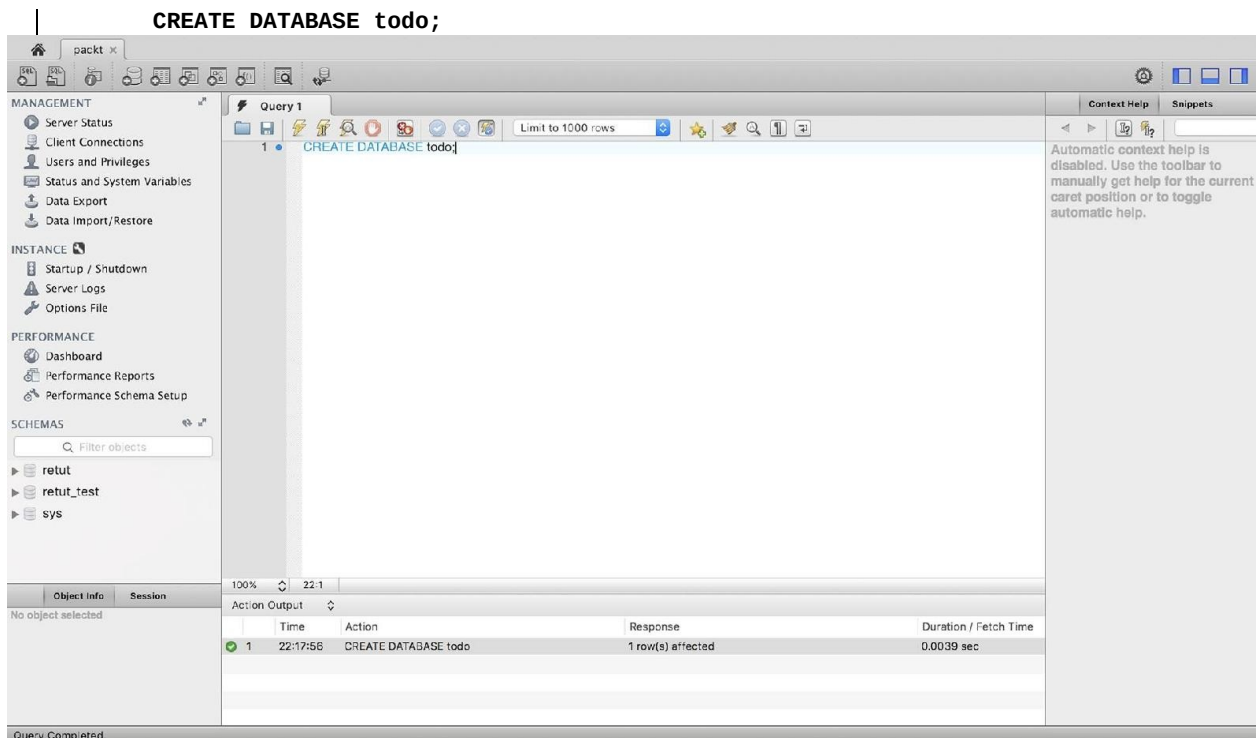 CREATE DATABASE todo;
packt
MANAGEMENT
Server Status
Client Connections
Users and Privileges
Status and System Variables
Data Export
Data Import/Restore
INSTANCE
Startup / Shutdown
Server Logs
Options File
PERFORMANCE
Dashboard
Performance Reports
Performance Schema Setup
SCHEMAS
Filter objects
retut
retut_test
sys
Object Info Session
No object selected
Query 1
Limit to 1000 rows
1 CREATE DATABASE todo;
100% 22:1
Action Output
Time Action Response Duration / Fetch Time
1 22:17:56 CREATE DATABASE todo 1 row(s) affected 0.0039 sec
Context Help Snippets
Automatic context help is
disabled. Use the toolbar to
manually get help for the current
caret position or to toggle
automatic help.
Query Completed